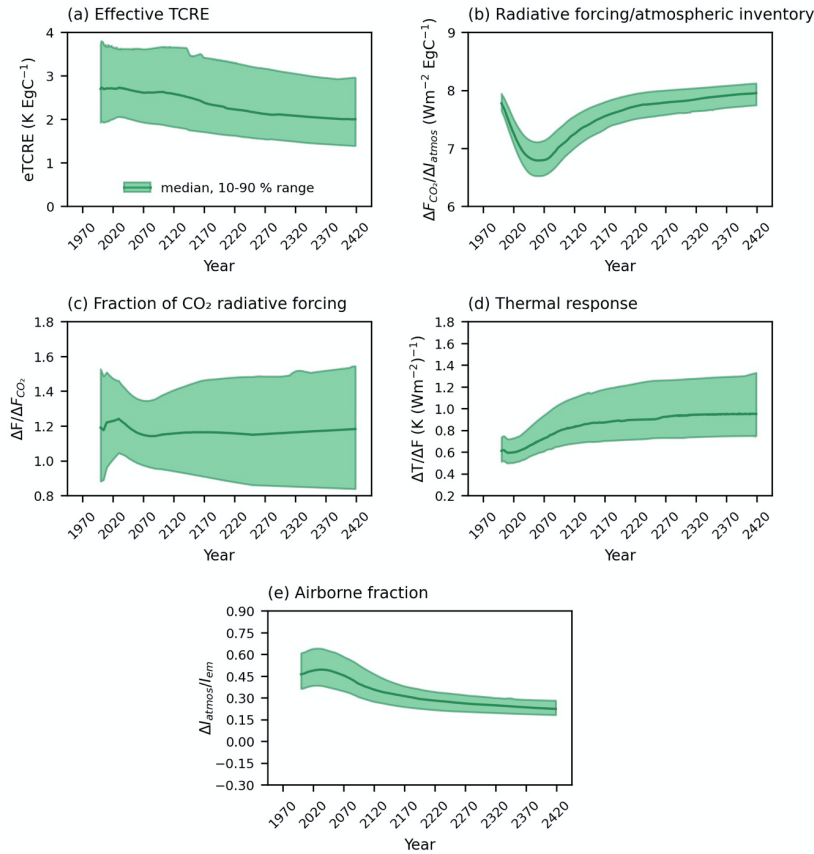 (a) Effective TCRE
eTCRE (K EgC⁻¹)
4
3
2
1
0
median, 10-90 % range
1970 2020 2070 2120 2170 2220 2270 2320 2370 2420
Year
(b) Radiative forcing/atmospheric inventory
ΔF_CO₂/ΔI_atmos (Wm⁻² EgC⁻¹)
9
8
7
6
1970 2020 2070 2120 2170 2220 2270 2320 2370 2420
Year
(c) Fraction of CO₂ radiative forcing
ΔF/ΔF_CO₂
1.8
1.6
1.4
1.2
1.0
0.8
1970 2020 2070 2120 2170 2220 2270 2320 2370 2420
Year
(d) Thermal response
ΔT/ΔF (K (Wm⁻²)⁻¹)
1.8
1.6
1.4
1.2
1.0
0.8
0.6
0.4
0.2
1970 2020 2070 2120 2170 2220 2270 2320 2370 2420
Year
(e) Airborne fraction
ΔI_atmos/I_em
0.90
0.75
0.60
0.45
0.30
0.15
0.00
−0.15
−0.30
1970 2020 2070 2120 2170 2220 2270 2320 2370 2420
Year